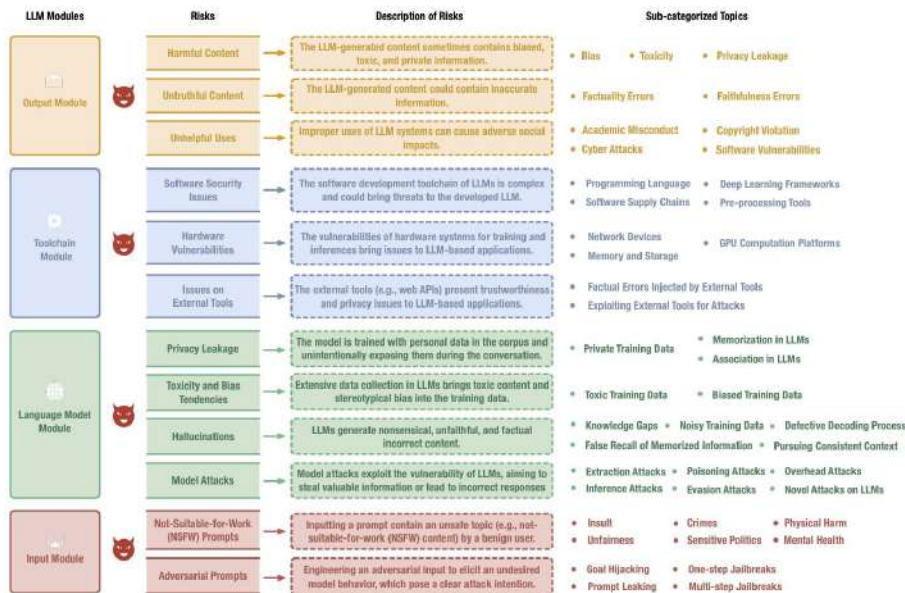 LLM Modules Risks Description of Risks Sub-categorized Topics
Output Module
Harmful Content
The LLM-generated content sometimes contains biased,
toxic, and private information.
Bias Toxicity Privacy Leakage
Untruthful Content
The LLM-generated content could contain inaccurate
information.
Factuality Errors Faithfulness Errors
Unhelpful Uses
Improper uses of LLM systems can cause adverse social
impacts.
Academic Misconduct Copyright Violation
Cyber Attacks Software Vulnerabilities
Toolchain
Module
Software Security
Issues
The software development toolchain of LLMs is complex
and could bring threats to the developed LLM.
Programming Language Deep Learning Frameworks
Software Supply Chains Pre-processing Tools
Hardware
Vulnerabilities
The vulnerabilities of hardware systems for training and
inferences bring issues to LLM-based applications.
Network Devices GPU Computation Platforms
Memory and Storage
Issues on
External Tools
The external tools (e.g., web APIs) present trustworthiness
and privacy issues to LLM-based applications.
Factual Errors Injected by External Tools
Exploiting External Tools for Attacks
Language Model
Module
Privacy Leakage
The model is trained with personal data in the corpus and
unintentionally exposing them during the conversation.
Private Training Data Memorization in LLMs
Association in LLMs
Toxicity and Bias
Tendencies
Extensive data collection in LLMs brings toxic content and
stereotypical bias into the training data.
Toxic Training Data Biased Training Data
Hallucinations
LLMs generate nonsensical, unfaithful, and factual
incorrect content.
Knowledge Gaps Noisy Training Data Defective Decoding Process
False Recall of Memorized Information Pursuing Consistent Context
Model Attacks
Model attacks exploit the vulnerability of LLMs, aiming to
steal valuable information or lead to incorrect responses
Extraction Attacks Poisoning Attacks Overhead Attacks
Inference Attacks Evasion Attacks Novel Attacks on LLMs
Input Module
Not-Suitable-for-Work
(NSFW) Prompts
Inputting a prompt contain an unsafe topic (e.g., not-
suitable-for-work (NSFW) content) by a benign user.
Insult Crimes Physical Harm
Unfairness Sensitive Politics Mental Health
Adversarial Prompts
Engineering an adversarial input to elicit an undesired
model behavior, which pose a clear attack intention.
Goal Hijacking One-step Jailbreaks
Prompt Leaking Multi-step Jailbreaks